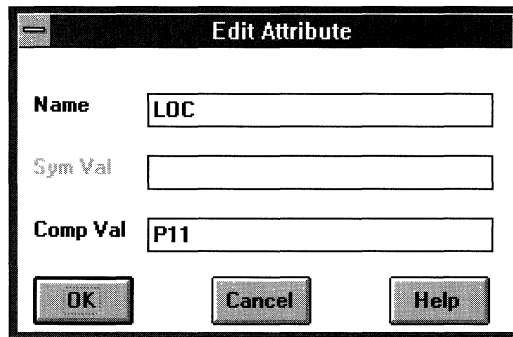 Edit Attribute
Name LOC
Sym Val
Comp Val P11
OK Cancel Help